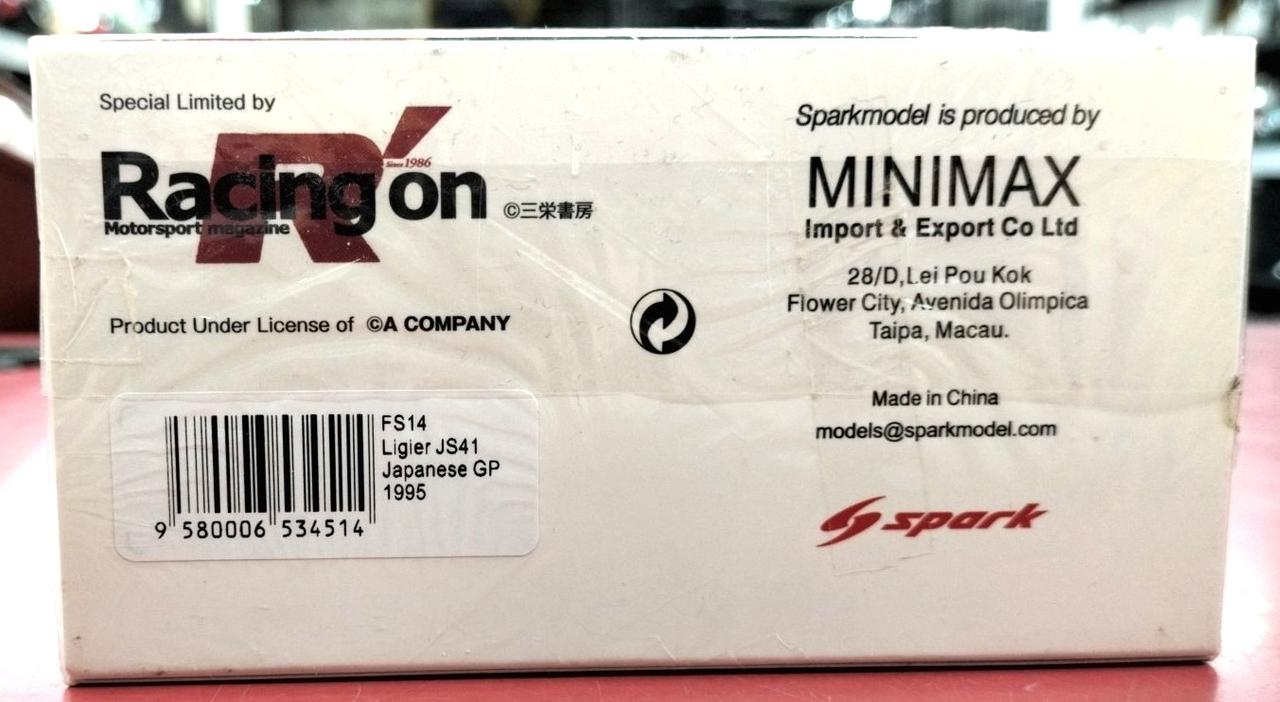 Special Limited by
Racing'on
Since 1986
Motorsport magazine
©三栄書房
Product Under License of ©A COMPANY
FS14
Ligier JS41
Japanese GP
1995
9 580006 534514
Sparkmodel is produced by
MINIMAX
Import & Export Co Ltd
28/D,Lei Pou Kok
Flower City, Avenida Olimpica
Taipa, Macau.
Made in China
models@sparkmodel.com
spark